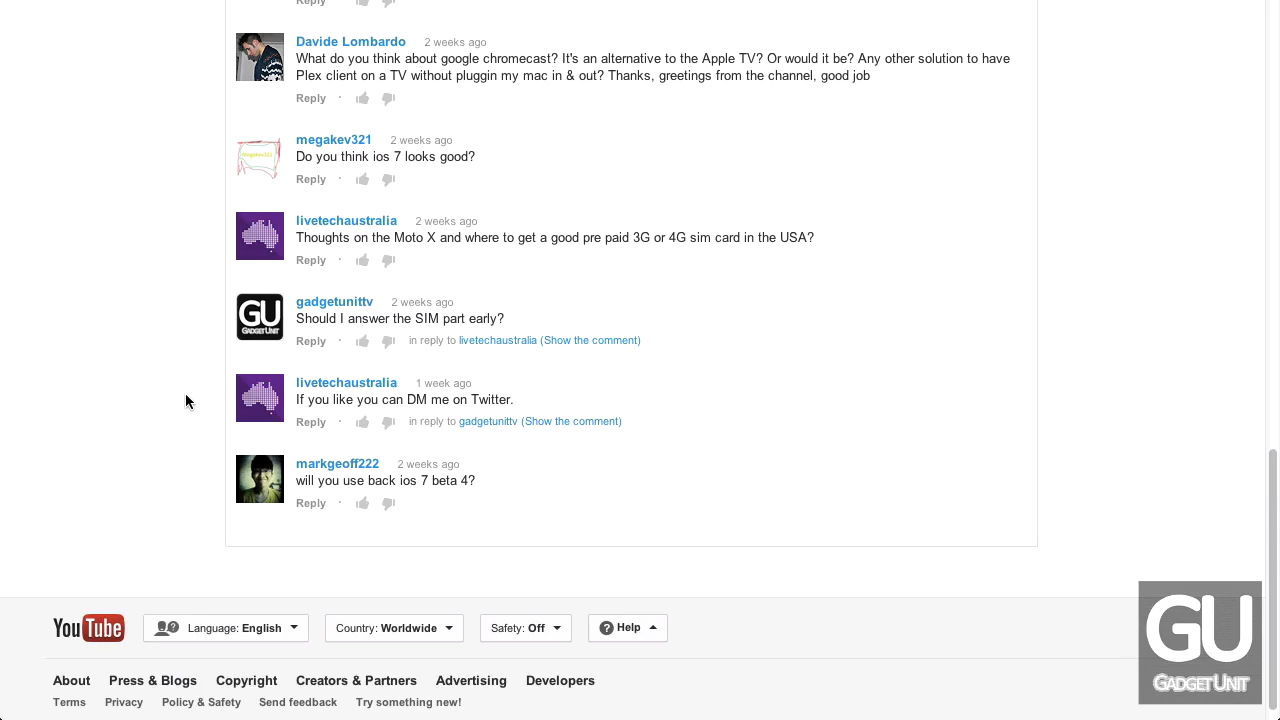 Reply
Davide Lombardo 2 weeks ago
What do you think about google chromecast? It's an alternative to the Apple TV? Or would it be? Any other solution to have
Plex client on a TV without pluggin my mac in & out? Thanks, greetings from the channel, good job
Reply ·
megakev321 2 weeks ago
Do you think ios 7 looks good?
Reply ·
livetechaustralia 2 weeks ago
Thoughts on the Moto X and where to get a good pre paid 3G or 4G sim card in the USA?
Reply ·
GU
GADGETUNIT
gadgetunittv 2 weeks ago
Should I answer the SIM part early?
Reply · in reply to livetechaustralia (Show the comment)
livetechaustralia 1 week ago
If you like you can DM me on Twitter.
Reply · in reply to gadgetunittv (Show the comment)
markgeoff222 2 weeks ago
will you use back ios 7 beta 4?
Reply ·
YouTube Language: English Country: Worldwide Safety: Off Help
About Press & Blogs Copyright Creators & Partners Advertising Developers
Terms Privacy Policy & Safety Send feedback Try something new!
GU
GADGETUNIT